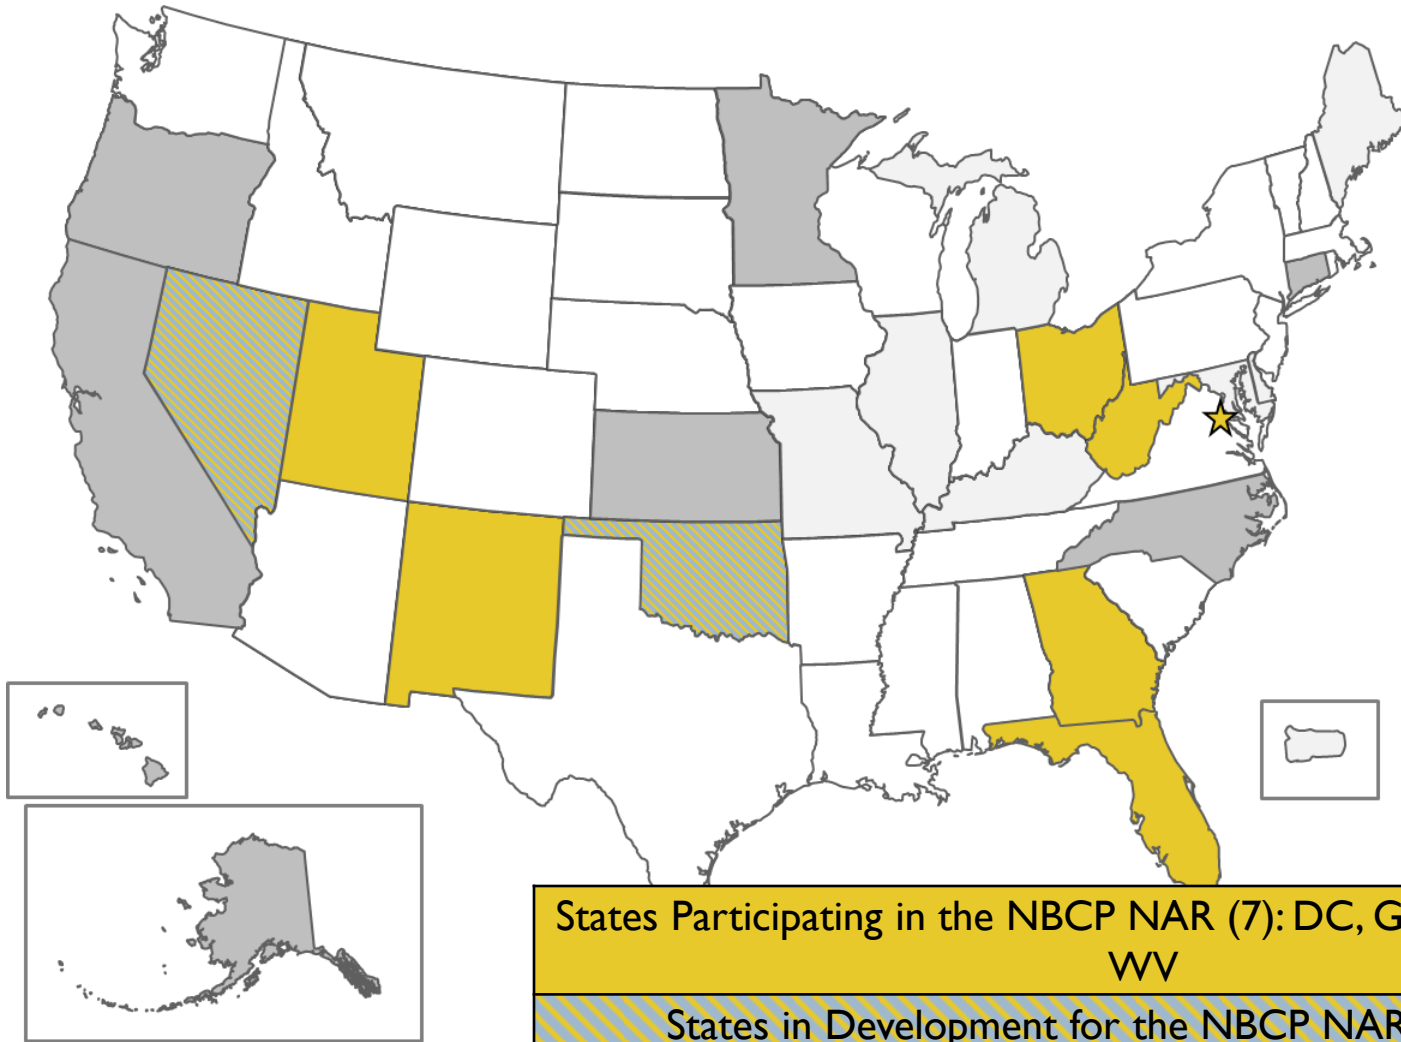 States Participating in the NBCP NAR (7): DC, G
WV
States in Development for the NBCP NAR